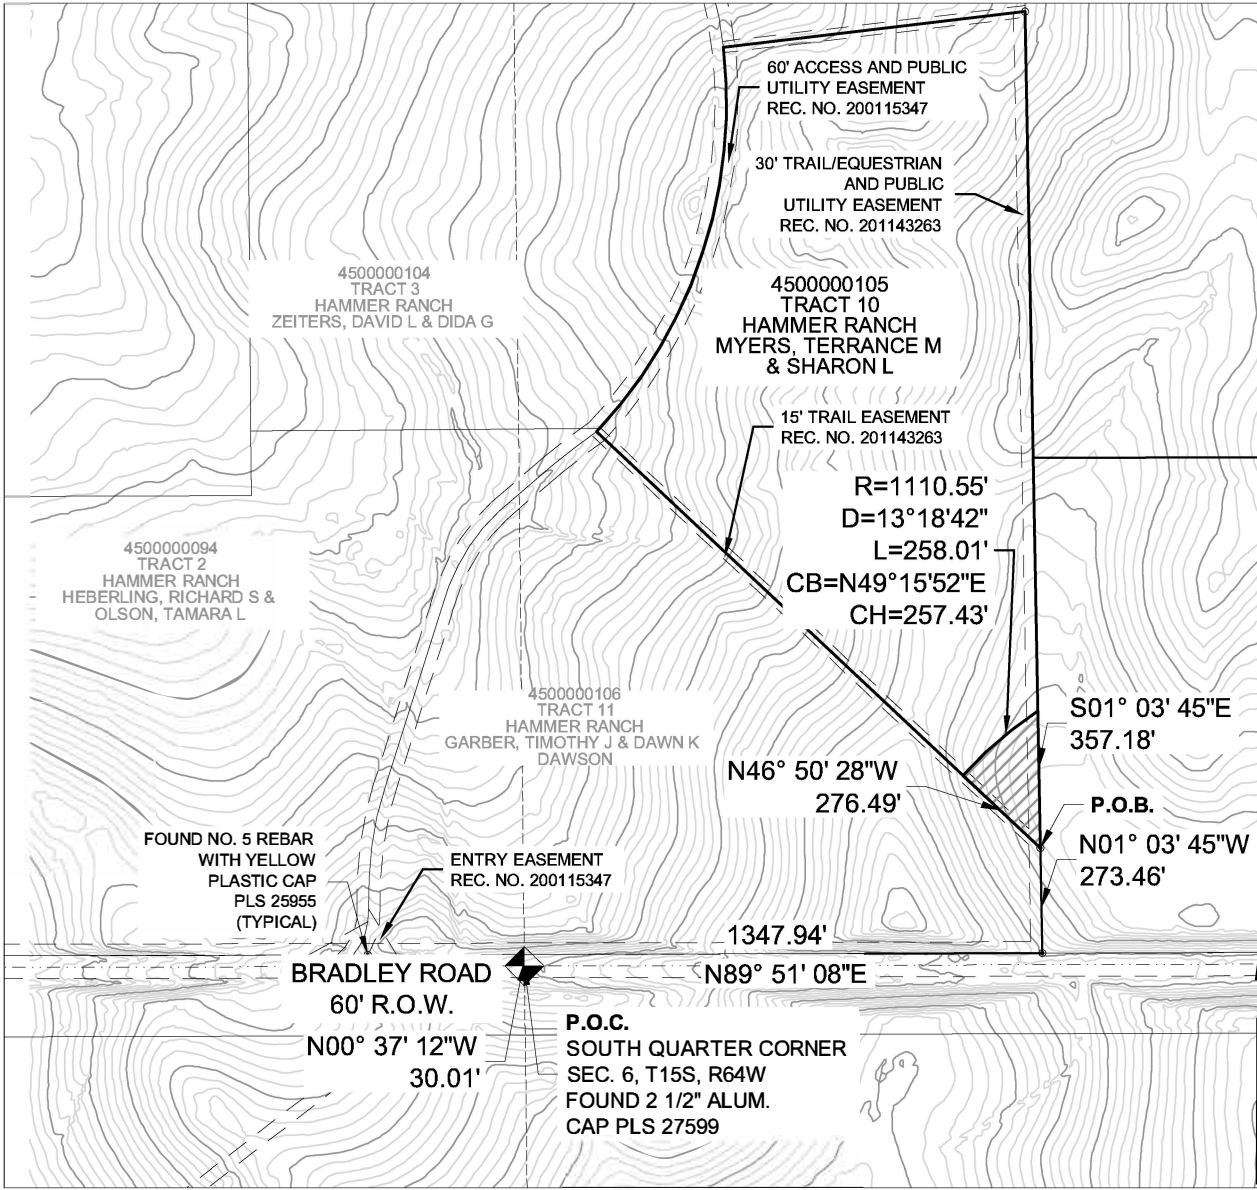 60' ACCESS AND PUBLIC
UTILITY EASEMENT
REC. NO. 200115347
30' TRAIL/EQUESTRIAN
AND PUBLIC
UTILITY EASEMENT
REC. NO. 201143263
4500000104
TRACT 3
HAMMER RANCH
ZEITERS, DAVID L & DIDA G
4500000105
TRACT 10
HAMMER RANCH
MYERS, TERRANCE M
& SHARON L
15' TRAIL EASEMENT
REC. NO. 201143263
R=1110.55'
D=13°18'42"
L=258.01'
CB=N49°15'52"E
CH=257.43'
4500000094
TRACT 2
HAMMER RANCH
HEBERLING, RICHARD S &
OLSON, TAMARA L
4500000106
TRACT 11
HAMMER RANCH
GARBER, TIMOTHY J & DAWN K
DAWSON
S01° 03' 45"E
357.18'
N46° 50' 28"W
276.49'
P.O.B.
N01° 03' 45"W
273.46'
FOUND NO. 5 REBAR
WITH YELLOW
PLASTIC CAP
PLS 25955
(TYPICAL)
ENTRY EASEMENT
REC. NO. 200115347
1347.94'
N89° 51' 08"E
BRADLEY ROAD
60' R.O.W.
N00° 37' 12"W
30.01'
P.O.C.
SOUTH QUARTER CORNER
SEC. 6, T15S, R64W
FOUND 2 1/2" ALUM.
CAP PLS 27599